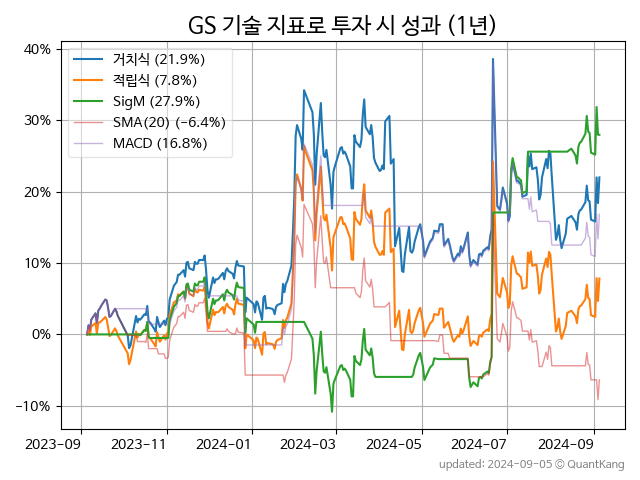 GS 기술 지표로 투자 시 성과 (1년)
40%
30%
20%
10%
0%
−10%
거치식 (21.9%)
적립식 (7.8%)
SigM (27.9%)
SMA(20) (−6.4%)
MACD (16.8%)
2023-09 2023-11 2024-01 2024-03 2024-05 2024-07 2024-09
updated: 2024-09-05 © QuantKang